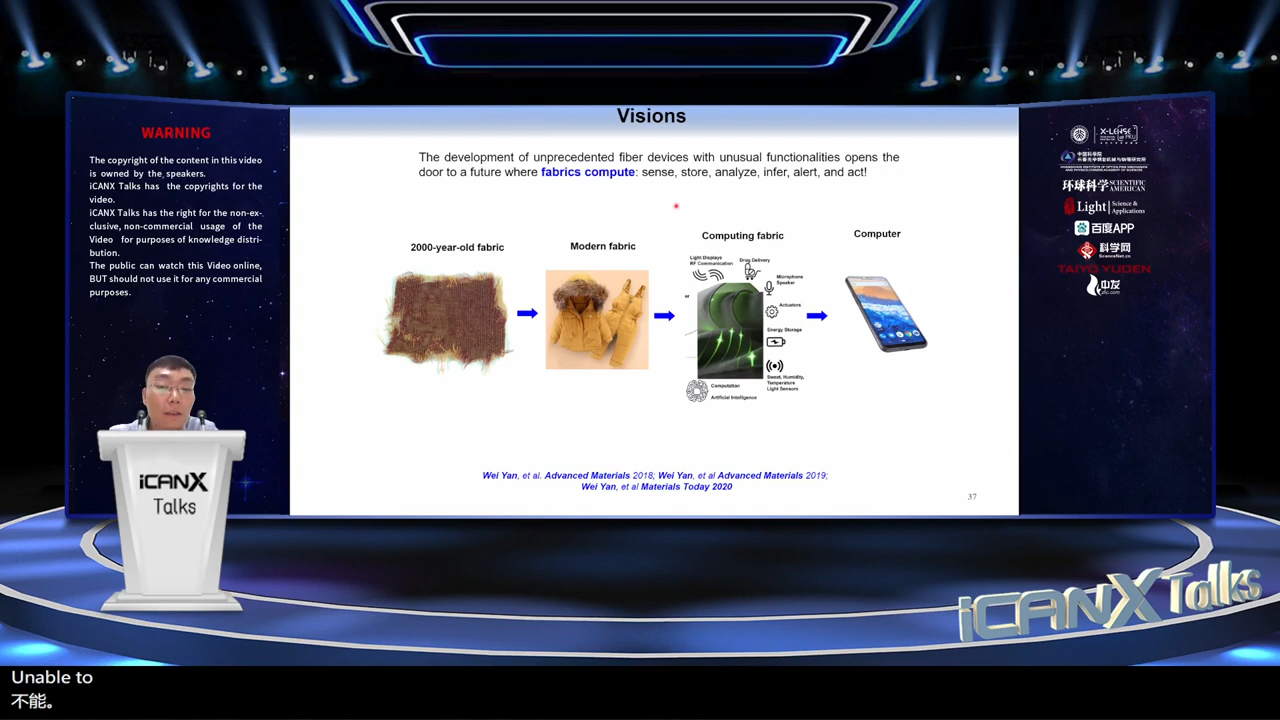 WARNING
The copyright of the content in this video
is owned by the speakers.
iCANX Talks has the copyrights for the
video.
iCANX Talks has the right for the non-ex-
clusive, non-commercial usage of the
Video for purposes of knowledge distri-
bution.
The public can watch this Video online,
BUT should not use it for any commercial
purposes.
iCANX
Talks
Visions
The development of unprecedented fiber devices with unusual functionalities opens the
door to a future where fabrics compute: sense, store, analyze, infer, alert, and act!
2000-year-old fabric
Modern fabric
Computing fabric
Computer
Light Displays
RF Communication
Drug Delivery
Microphone
Speaker
er
Actuators
Energy Storage
Sweat, Humidity,
Temperature
Light Sensors
Computation
Artificial Intelligence
Wei Yan, et al. Advanced Materials 2018; Wei Yan, et al Advanced Materials 2019;
Wei Yan, et al Materials Today 2020
37
X-LENSE
中国科学院
环球科学 SCIENTIFIC AMERICAN
Light Science & Applications
百度APP
科学网
ScienceNet.cn
TAIYO YUDEN
iCANX Talks
Unable to
不能。